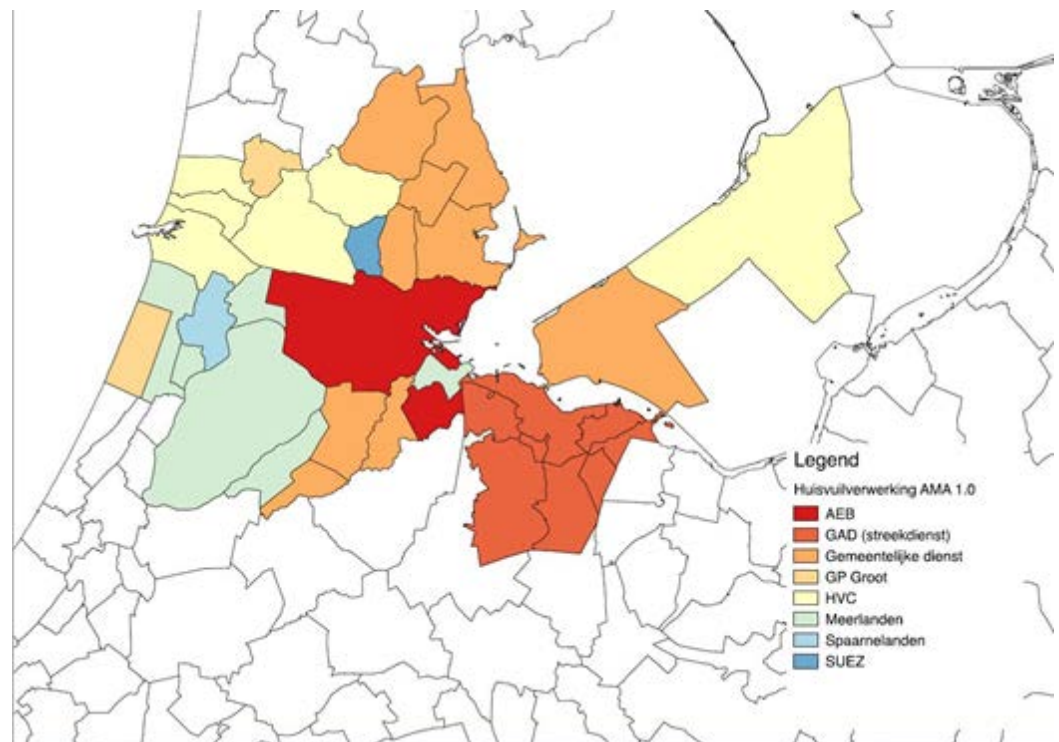 Legend
Huisvuilverwerking AMA 1.0
AEB
GAD (streekdienst)
Gemeentelijke dienst
GP Groot
HVC
Meerlanden
Spaarnelanden
SUEZ